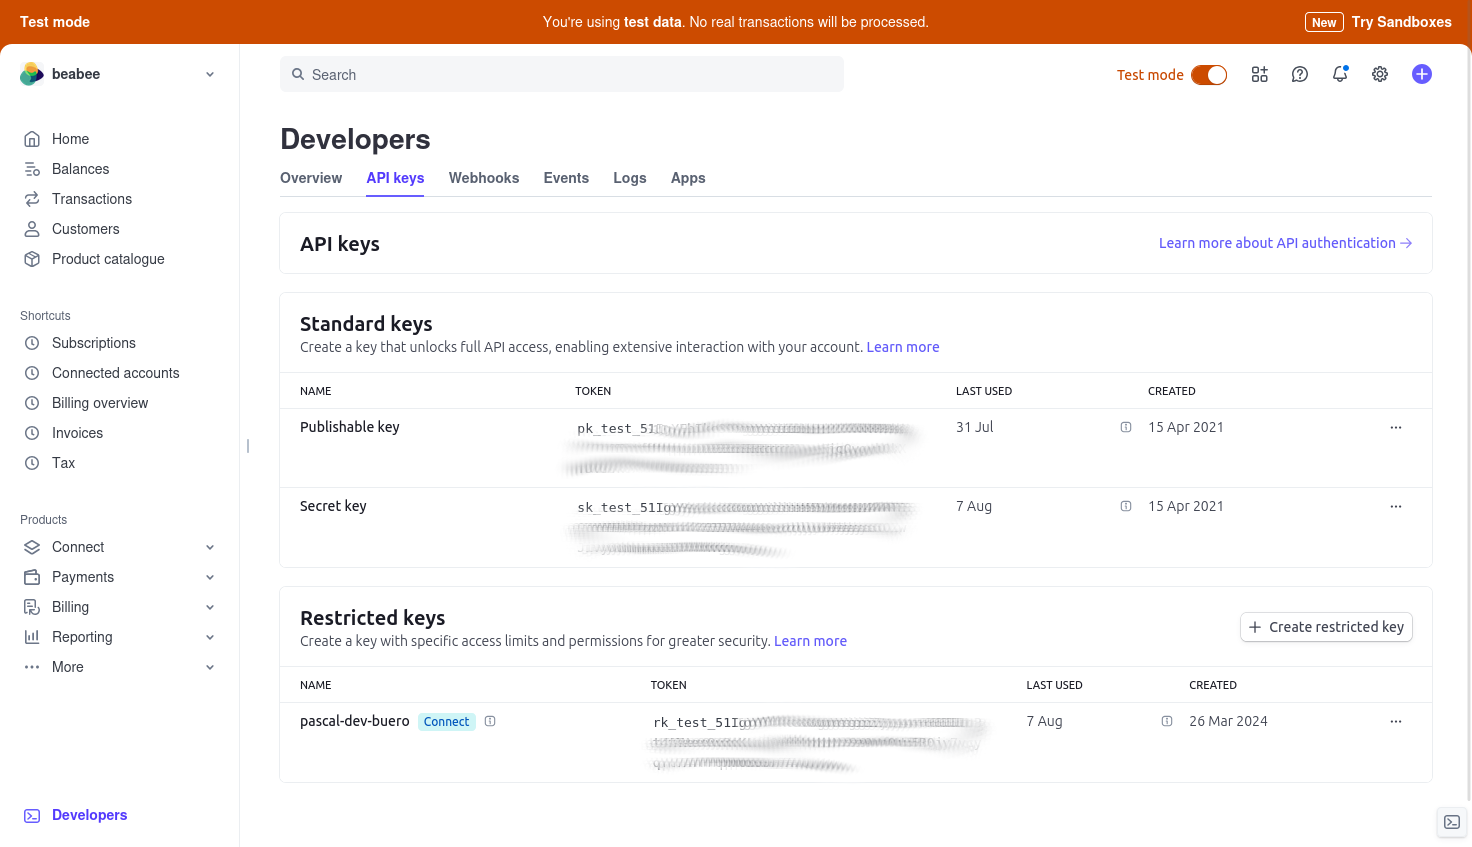 Test mode
You're using test data. No real transactions will be processed.
New Try Sandboxes
beabee
Search
Test mode
Home
Balances
Transactions
Customers
Product catalogue
Shortcuts
Subscriptions
Connected accounts
Billing overview
Invoices
Tax
Products
Connect
Payments
Billing
Reporting
More
Developers
Developers
Overview API keys Webhooks Events Logs Apps
API keys
Learn more about API authentication →
Standard keys
Create a key that unlocks full API access, enabling extensive interaction with your account. Learn more
NAME TOKEN LAST USED CREATED
Publishable key pk_test_51 31 Jul 15 Apr 2021
Secret key sk_test_51Ig 7 Aug 15 Apr 2021
Restricted keys
Create a key with specific access limits and permissions for greater security. Learn more
+ Create restricted key
NAME TOKEN LAST USED CREATED
pascal-dev-buero Connect rk_test_51Ig 7 Aug 26 Mar 2024